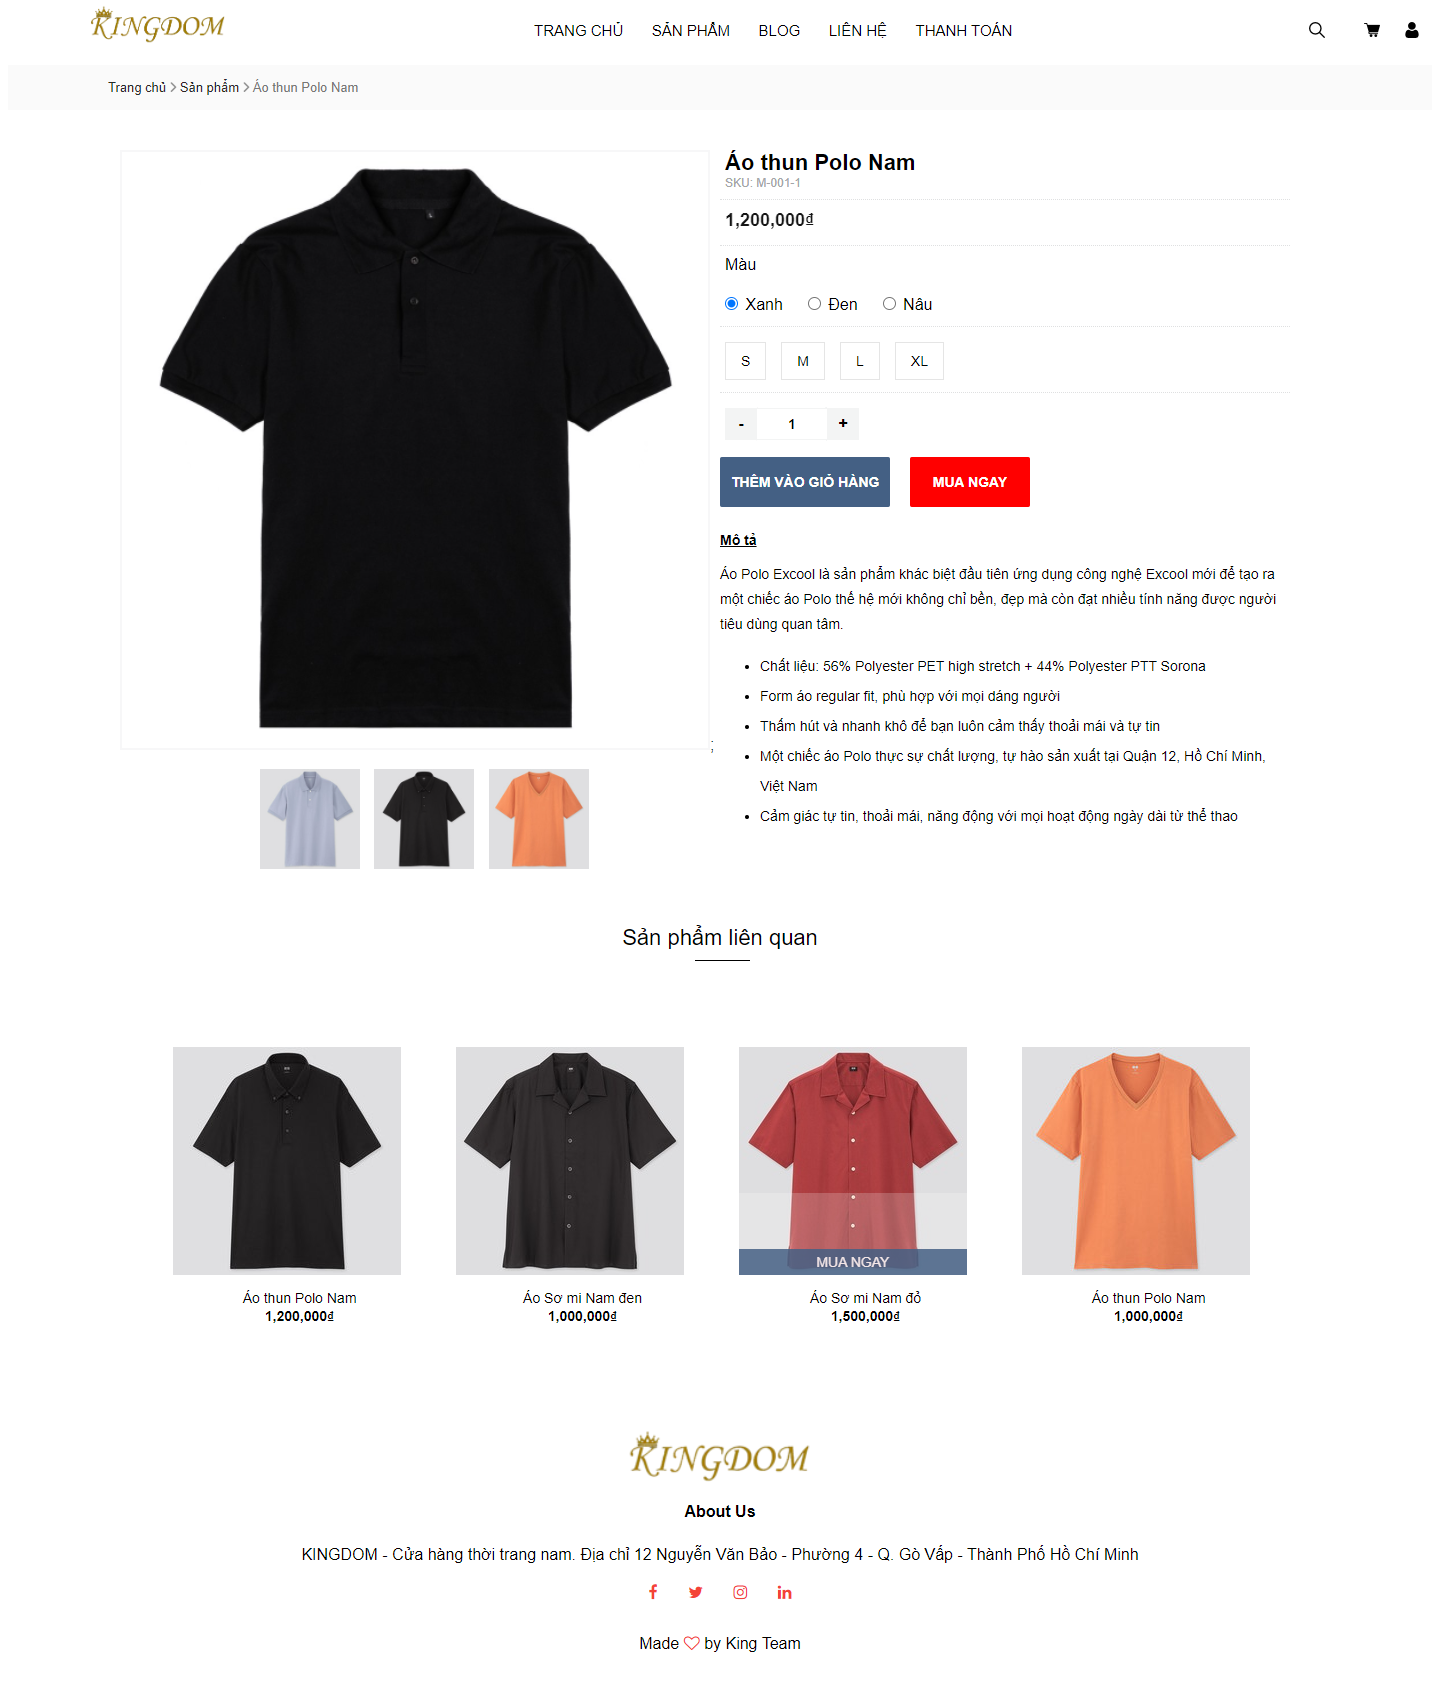 KINGDOM
TRANG CHỦ SẢN PHẨM BLOG LIÊN HỆ THANH TOÁN
Trang chủ Sản phẩm Áo thun Polo Nam
Áo thun Polo Nam
SKU: M-001-1
1,200,000₫
Màu
Xanh Đen Nâu
S M L XL
- 1 +
THÊM VÀO GIỎ HÀNG MUA NGAY
Mô tả
Áo Polo Excool là sản phẩm khác biệt đầu tiên ứng dụng công nghệ Excool mới để tạo ra
một chiếc áo Polo thế hệ mới không chỉ bền, đẹp mà còn đạt nhiều tính năng được người
tiêu dùng quan tâm.
• Chất liệu: 56% Polyester PET high stretch + 44% Polyester PTT Sorona
• Form áo regular fit, phù hợp với mọi dáng người
• Thấm hút và nhanh khô để bạn luôn cảm thấy thoải mái và tự tin
• Một chiếc áo Polo thực sự chất lượng, tự hào sản xuất tại Quận 12, Hồ Chí Minh,
Việt Nam
• Cảm giác tự tin, thoải mái, năng động với mọi hoạt động ngày dài từ thể thao
;
Sản phẩm liên quan
MUA NGAY
Áo thun Polo Nam Áo Sơ mi Nam đen Áo Sơ mi Nam đỏ Áo thun Polo Nam
1,200,000₫ 1,000,000₫ 1,500,000₫ 1,000,000₫
KINGDOM
About Us
KINGDOM - Cửa hàng thời trang nam. Địa chỉ 12 Nguyễn Văn Bảo - Phường 4 - Q. Gò Vấp - Thành Phố Hồ Chí Minh
Made by King Team